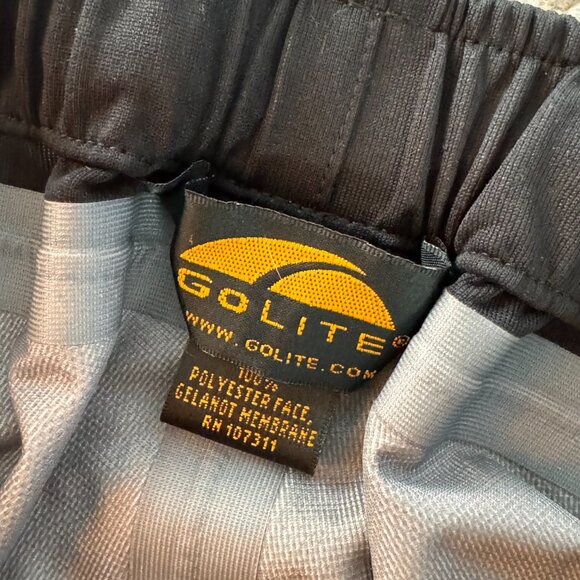 GOLITE®
WWW.GOLITE.COM
100%
POLYESTER FACE,
GELANOT MEMBRANE
RN 107311